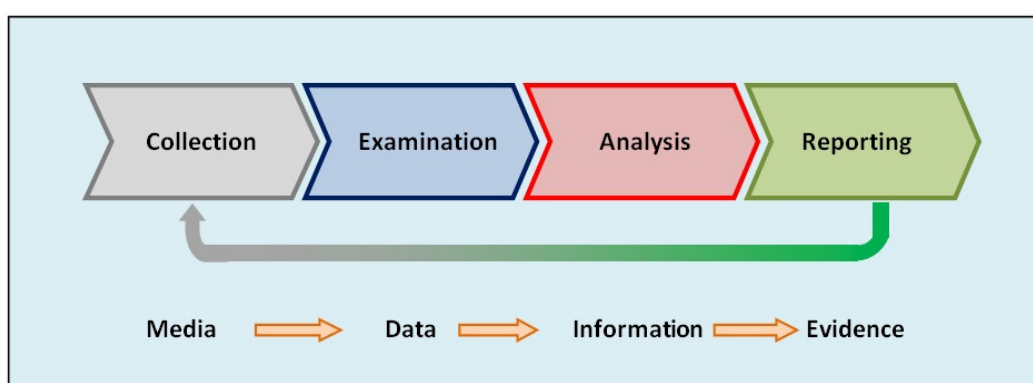 Collection Examination Analysis Reporting
Media Data Information Evidence